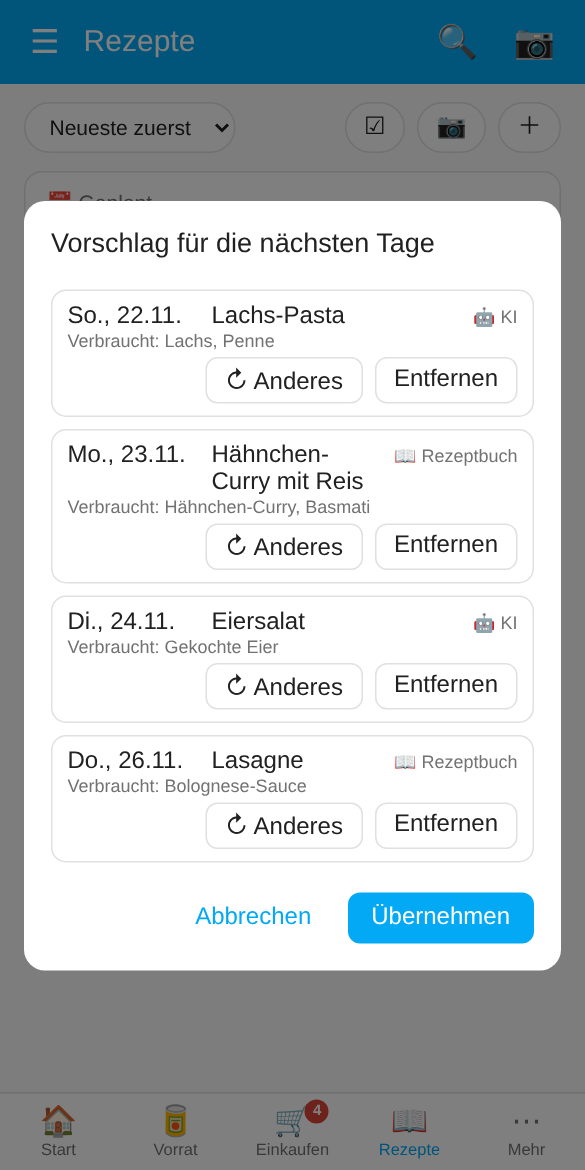 ☰ Rezepte 🔍 📷
Neueste zuerst ☑ 📷 +
📅 Geplant
Vorschlag für die nächsten Tage
So., 22.11. Lachs-Pasta 🤖 KI
Verbraucht: Lachs, Penne
↻ Anderes Entfernen
Mo., 23.11. Hähnchen- 📖 Rezeptbuch
Curry mit Reis
Verbraucht: Hähnchen-Curry, Basmati
↻ Anderes Entfernen
Di., 24.11. Eiersalat 🤖 KI
Verbraucht: Gekochte Eier
↻ Anderes Entfernen
Do., 26.11. Lasagne 📖 Rezeptbuch
Verbraucht: Bolognese-Sauce
↻ Anderes Entfernen
Abbrechen Übernehmen
4
Start Vorrat Einkaufen Rezepte Mehr